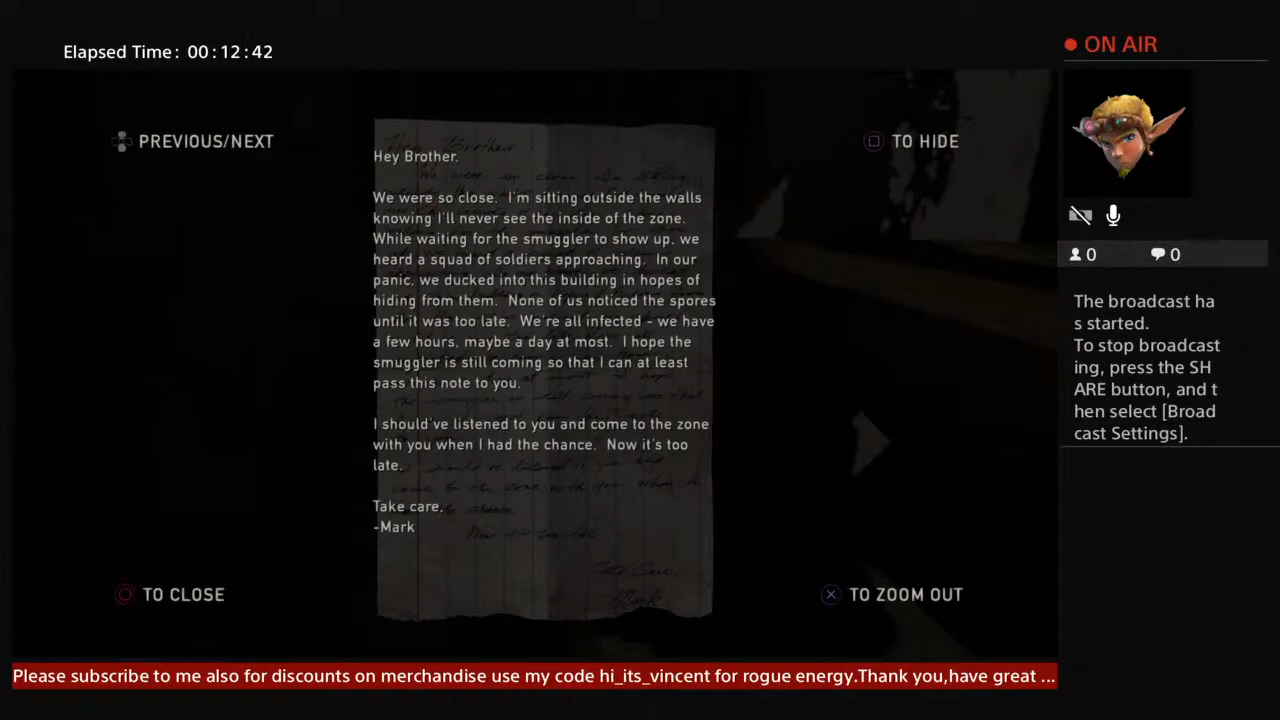 Elapsed Time: 00:12:42
ON AIR
PREVIOUS/NEXT
TO HIDE
Hey Brother,
We were so close. I'm sitting outside the walls
knowing I'll never see the inside of the zone.
While waiting for the smuggler to show up, we
heard a squad of soldiers approaching. In our
panic, we ducked into this building in hopes of
hiding from them. None of us noticed the spores
until it was too late. We're all infected - we have
a few hours, maybe a day at most. I hope the
smuggler is still coming so that I can at least
pass this note to you.
I should've listened to you and come to the zone
with you when I had the chance. Now it's too
late.
Take care,
-Mark
TO CLOSE
TO ZOOM OUT
0
0
The broadcast ha
s started.
To stop broadcast
ing, press the SH
ARE button, and t
hen select [Broad
cast Settings].
Please subscribe to me also for discounts on merchandise use my code hi_its_vincent for rogue energy.Thank you,have great ...